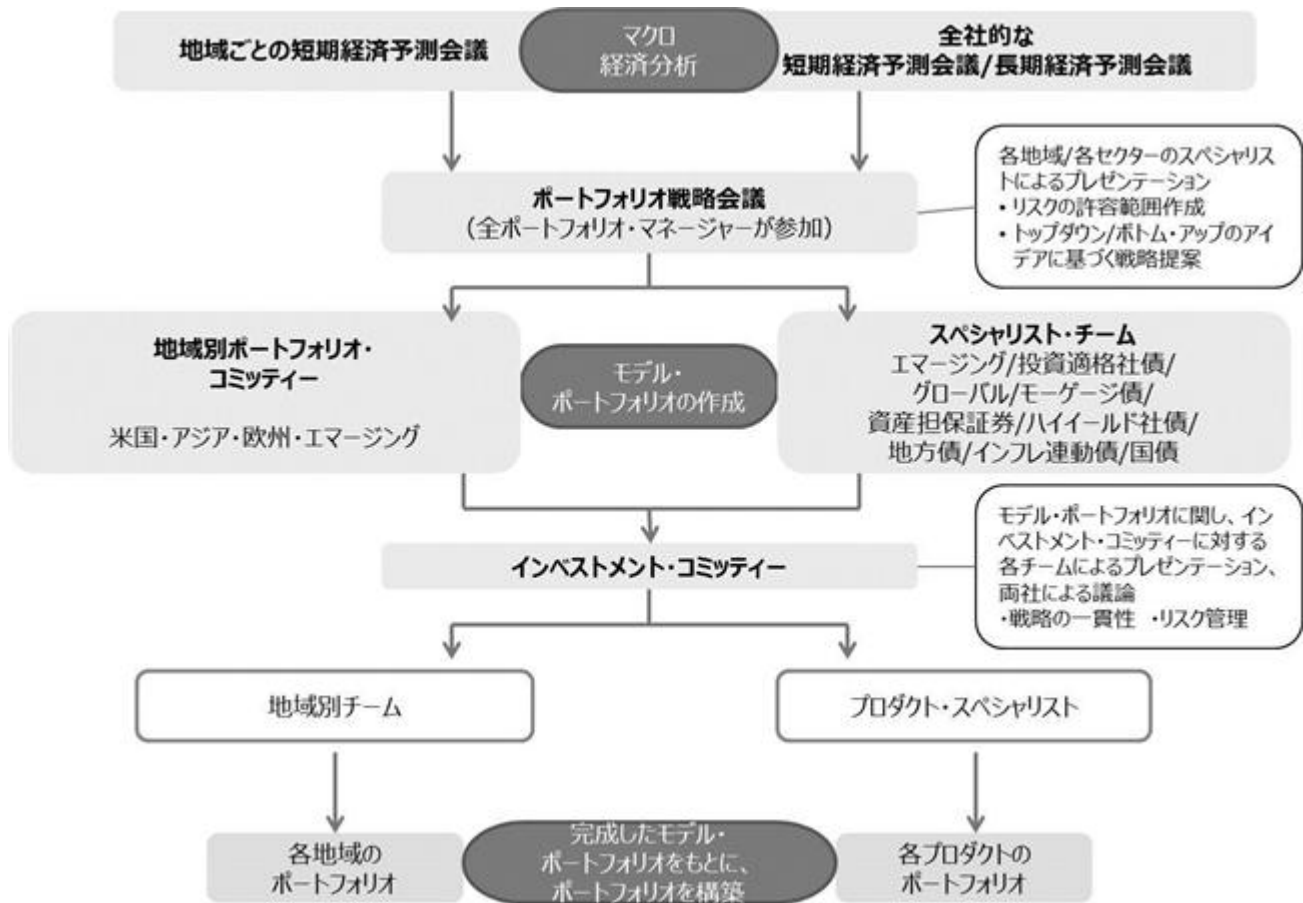 地域ごとの短期経済予測会議
マクロ
経済分析
全社的な
短期経済予測会議/長期経済予測会議
各地域/各セクターのスペシャリス
トによるプレゼンテーション
• リスクの許容範囲作成
• トップダウン/ボトム・アップのアイ
デアに基づく戦略提案
ポートフォリオ戦略会議
（全ポートフォリオ・マネージャーが参加）
地域別ポートフォリオ・
コミッティー
米国・アジア・欧州・エマージング
モデル・
ポートフォリオの作成
スペシャリスト・チーム
エマージング/投資適格社債/
グローバル/モーゲージ債/
資産担保証券/ハイイールド社債/
地方債/インフレ連動債/国債
インベストメント・コミッティー
モデル・ポートフォリオに関し、イン
ベストメント・コミッティーに対する
各チームによるプレゼンテーション、
両社による議論
・戦略の一貫性 ・リスク管理
地域別チーム
プロダクト・スペシャリスト
各地域の
ポートフォリオ
完成したモデル・
ポートフォリオをもとに、
ポートフォリオを構築
各プロダクトの
ポートフォリオ